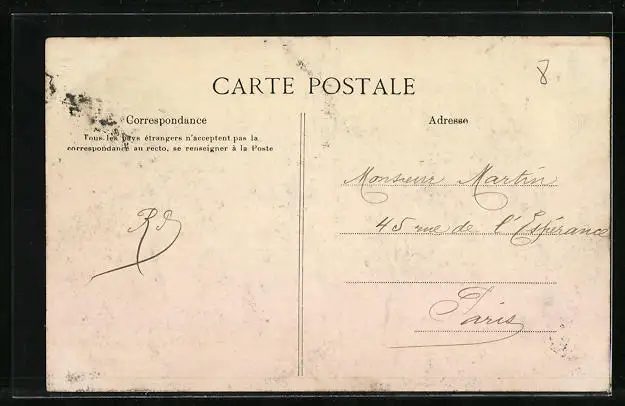 8
CARTE POSTALE
Correspondance
Tous les pays étrangers n'acceptent pas la
correspondance au recto, se renseigner à la Poste
Adresse
Monsieur Martin
45 rue de l'Espérance
Paris